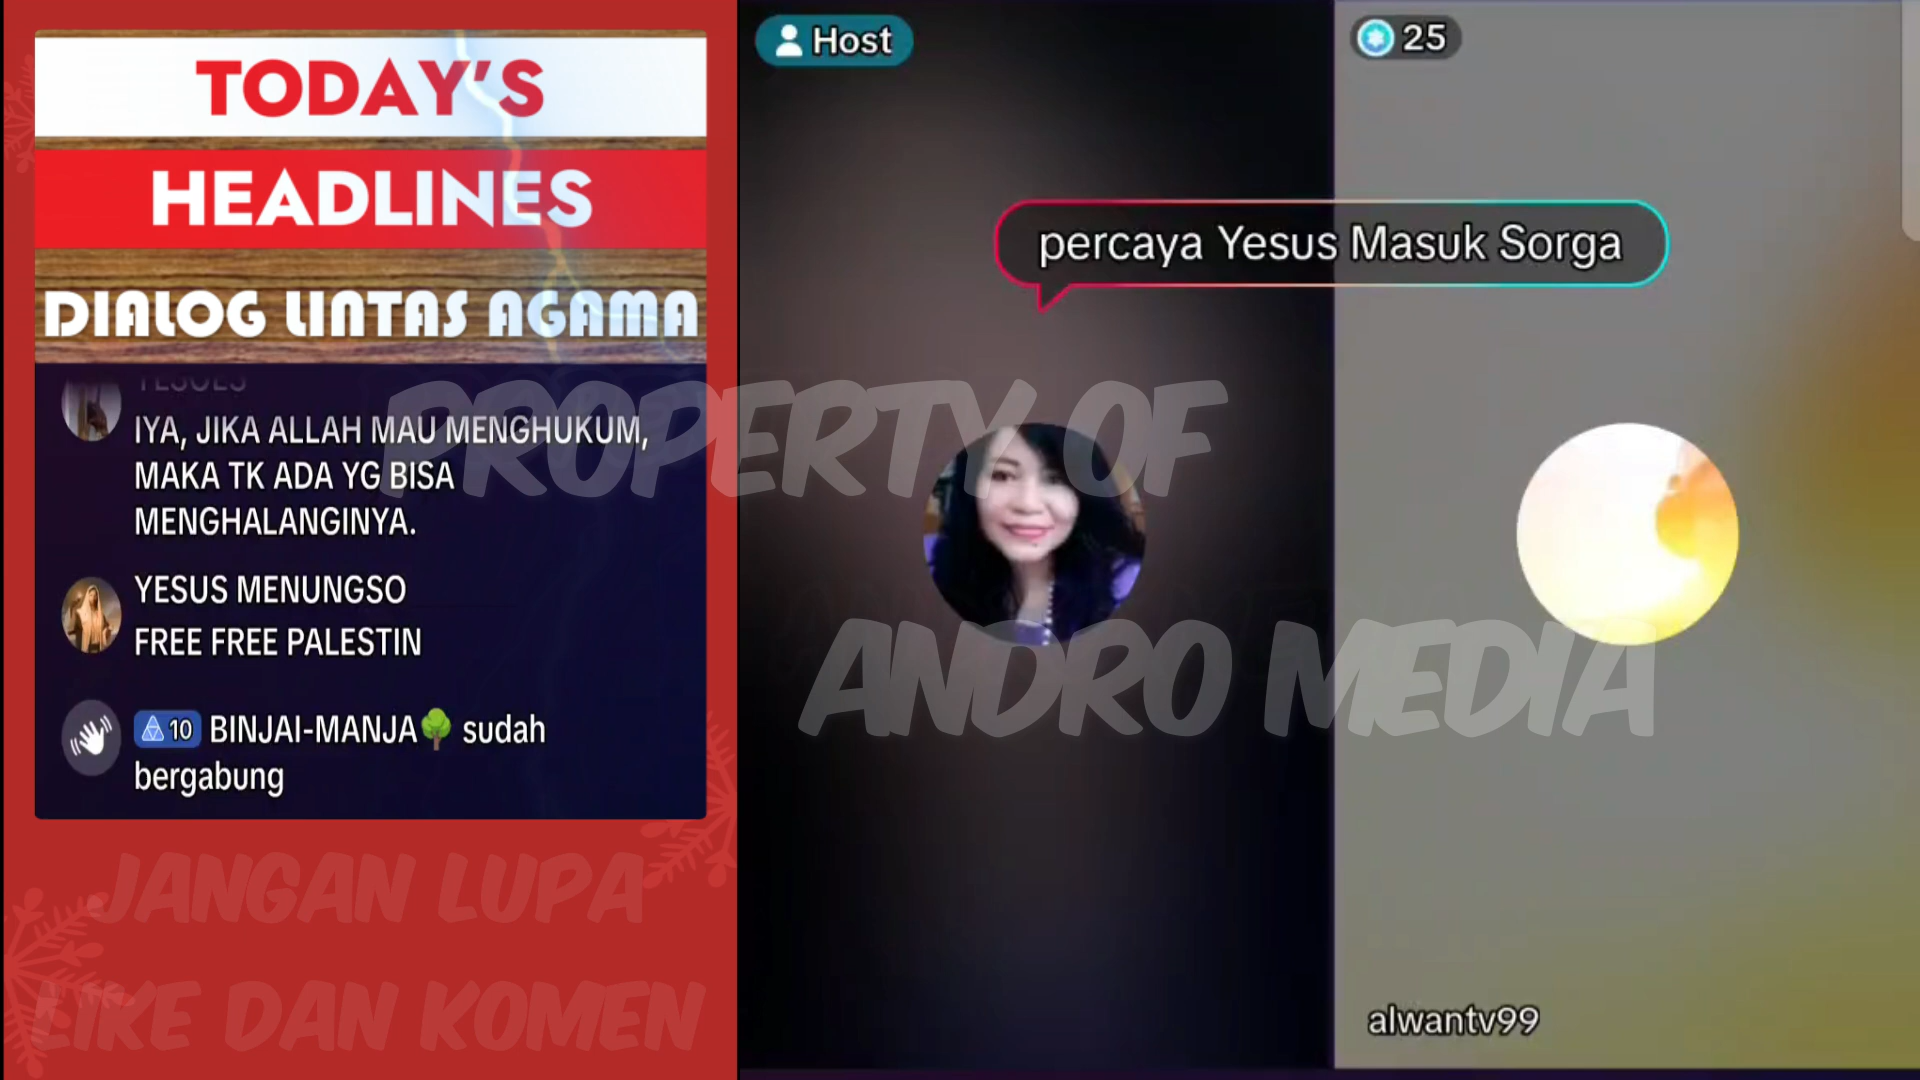 TODAY'S
HEADLINES
DIALOG LINTAS AGAMA
IYA, JIKA ALLAH MAU MENGHUKUM,
MAKA TK ADA YG BISA
MENGHALANGINYA.
YESUS MENUNGSO
FREE FREE PALESTIN
10 BINJAI-MANJA🌳 sudah
bergabung
JANGAN LUPA
LIKE DAN KOMEN
Host
25
percaya Yesus Masuk Sorga
PROPERTY OF
ANDRO MEDIA
alwantv99